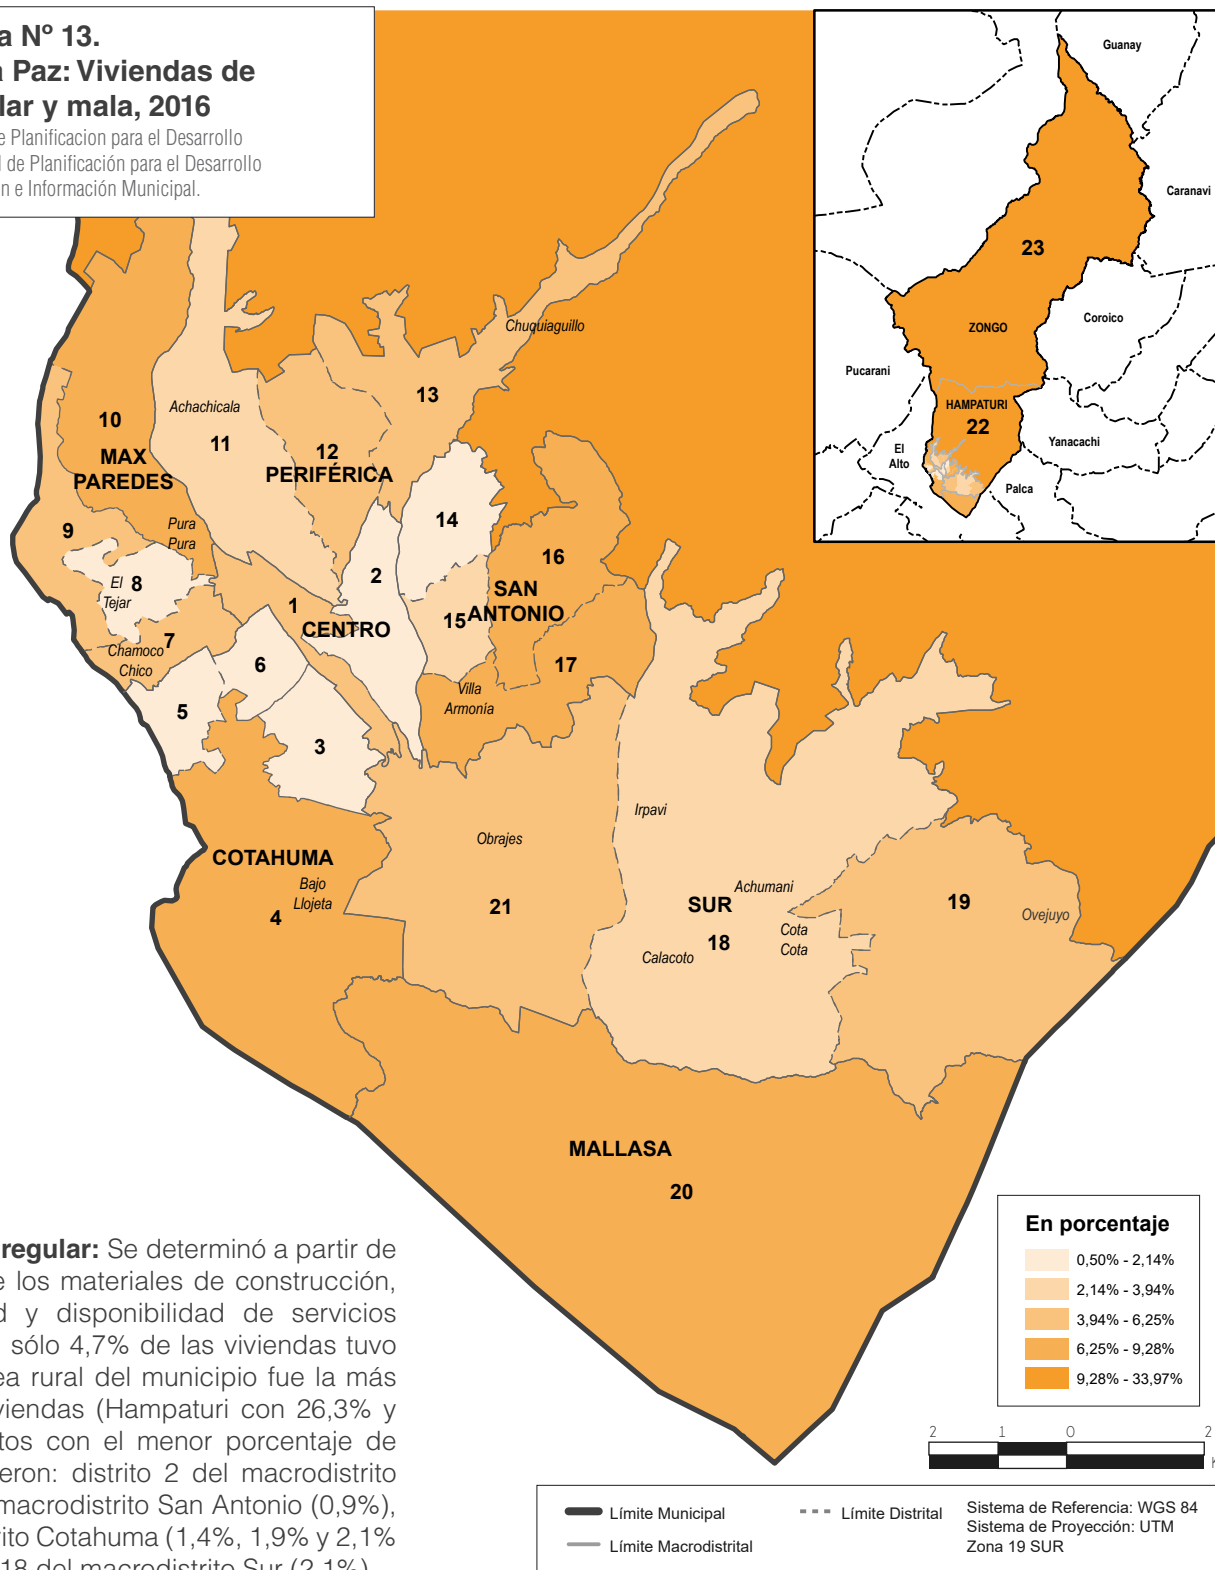 a Nº 13.
a Paz: Viviendas de
lar y mala, 2016
e Planificacion para el Desarrollo
l de Planificación para el Desarrollo
n e Información Municipal.
Guanay
Caranavi
23
ZONGO
Coroico
Pucarani
HAMPATURI
22
Yanacachi
El
Alto
Palca
Chuquiaguillo
13
10
MAX
PAREDES
Achachicala
11
12
PERIFÉRICA
9
Pura
Pura
14
16
El
Tejar
8
2
SAN
ANTONIO
1
CENTRO
15
7
Chamoco
Chico
6
17
5
Villa
Armonía
3
Irpavi
Obrajes
COTAHUMA
Bajo
Llojeta
4
21
Achumani
SUR
18
Cota
Cota
Calacoto
19
Ovejuyo
MALLASA
20
regular: Se determinó a partir de
e los materiales de construcción,
d y disponibilidad de servicios
sólo 4,7% de las viviendas tuvo
ea rural del municipio fue la más
viendas (Hampaturi con 26,3% y
tos con el menor porcentaje de
eron: distrito 2 del macrodistrito
macrodistrito San Antonio (0,9%),
ito Cotahuma (1,4%, 1,9% y 2,1%
18 del macrodistrito Sur (2,1%)
En porcentaje
0,50% - 2,14%
2,14% - 3,94%
3,94% - 6,25%
6,25% - 9,28%
9,28% - 33,97%
2 1 0 2
K
Límite Municipal
Límite Distrital
Límite Macrodistrital
Sistema de Referencia: WGS 84
Sistema de Proyección: UTM
Zona 19 SUR